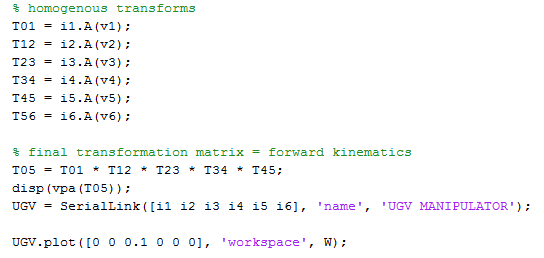 % homogenous transforms
T01 = i1.A(v1);
T12 = i2.A(v2);
T23 = i3.A(v3);
T34 = i4.A(v4);
T45 = i5.A(v5);
T56 = i6.A(v6);
% final transformation matrix = forward kinematics
T05 = T01 * T12 * T23 * T34 * T45;
disp(vpa(T05));
UGV = SerialLink([i1 i2 i3 i4 i5 i6], 'name', 'UGV MANIPULATOR');
UGV.plot([0 0 0.1 0 0 0], 'workspace', W);